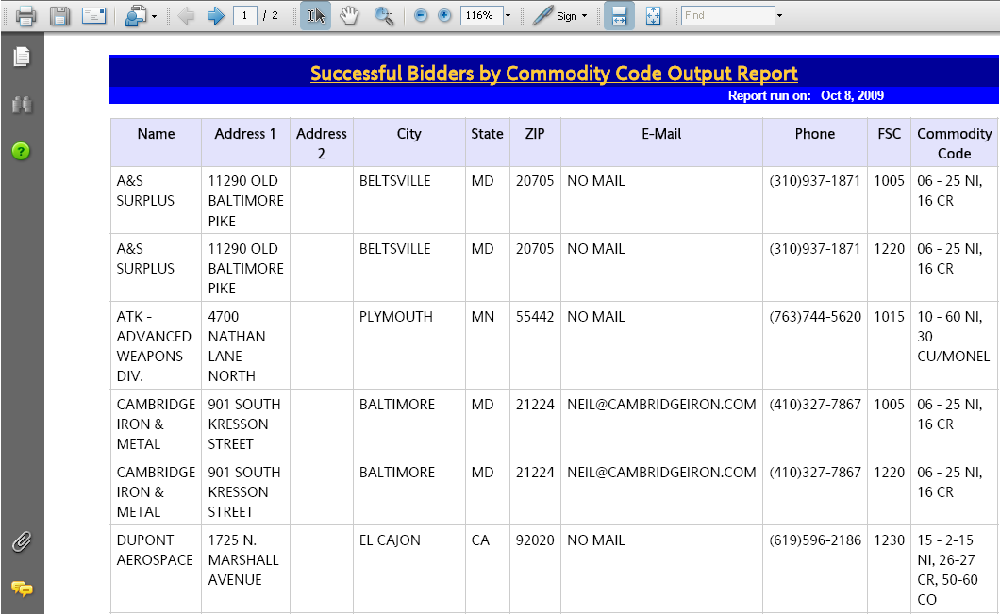 1 / 2 116% Sign Find
Successful Bidders by Commodity Code Output Report
Report run on: Oct 8, 2009
Name Address 1 Address City State ZIP E-Mail Phone FSC Commodity
2 Code
A&S 11290 OLD BELTSVILLE MD 20705 NO MAIL (310)937-1871 1005 06 - 25 NI,
SURPLUS BALTIMORE 16 CR
PIKE
A&S 11290 OLD BELTSVILLE MD 20705 NO MAIL (310)937-1871 1220 06 - 25 NI,
SURPLUS BALTIMORE 16 CR
PIKE
ATK - 4700 PLYMOUTH MN 55442 NO MAIL (763)744-5620 1015 10 - 60 NI,
ADVANCED NATHAN 30
WEAPONS LANE CU/MONEL
DIV. NORTH
CAMBRIDGE 901 SOUTH BALTIMORE MD 21224 NEIL@CAMBRIDGEIRON.COM (410)327-7867 1005 06 - 25 NI,
IRON & KRESSON 16 CR
METAL STREET
CAMBRIDGE 901 SOUTH BALTIMORE MD 21224 NEIL@CAMBRIDGEIRON.COM (410)327-7867 1220 06 - 25 NI,
IRON & KRESSON 16 CR
METAL STREET
DUPONT 1725 N. EL CAJON CA 92020 NO MAIL (619)596-2186 1230 15 - 2-15
AEROSPACE MARSHALL NI, 26-27
AVENUE CR, 50-60
CO